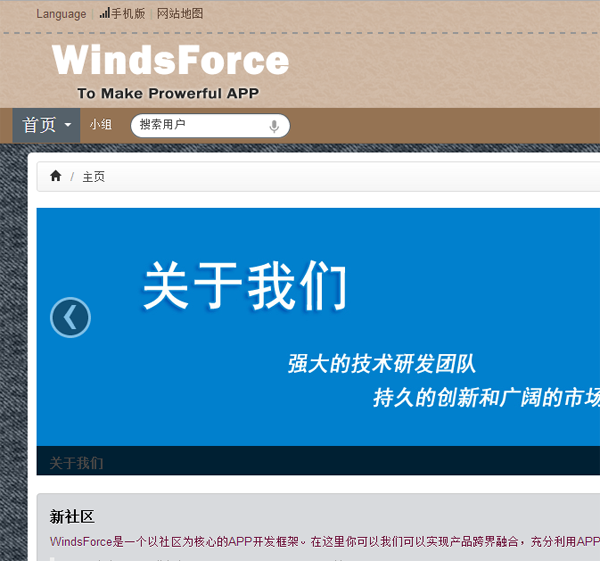 Language | 手机版 | 网站地图
WindsForce
To Make Prowerful APP
首页 小组 搜索用户
/ 主页
关于我们
强大的技术研发团队
持久的创新和广阔的市场
关于我们
新社区
WindsForce是一个以社区为核心的APP开发框架。在这里你可以我们可以实现产品跨界融合，充分利用APP